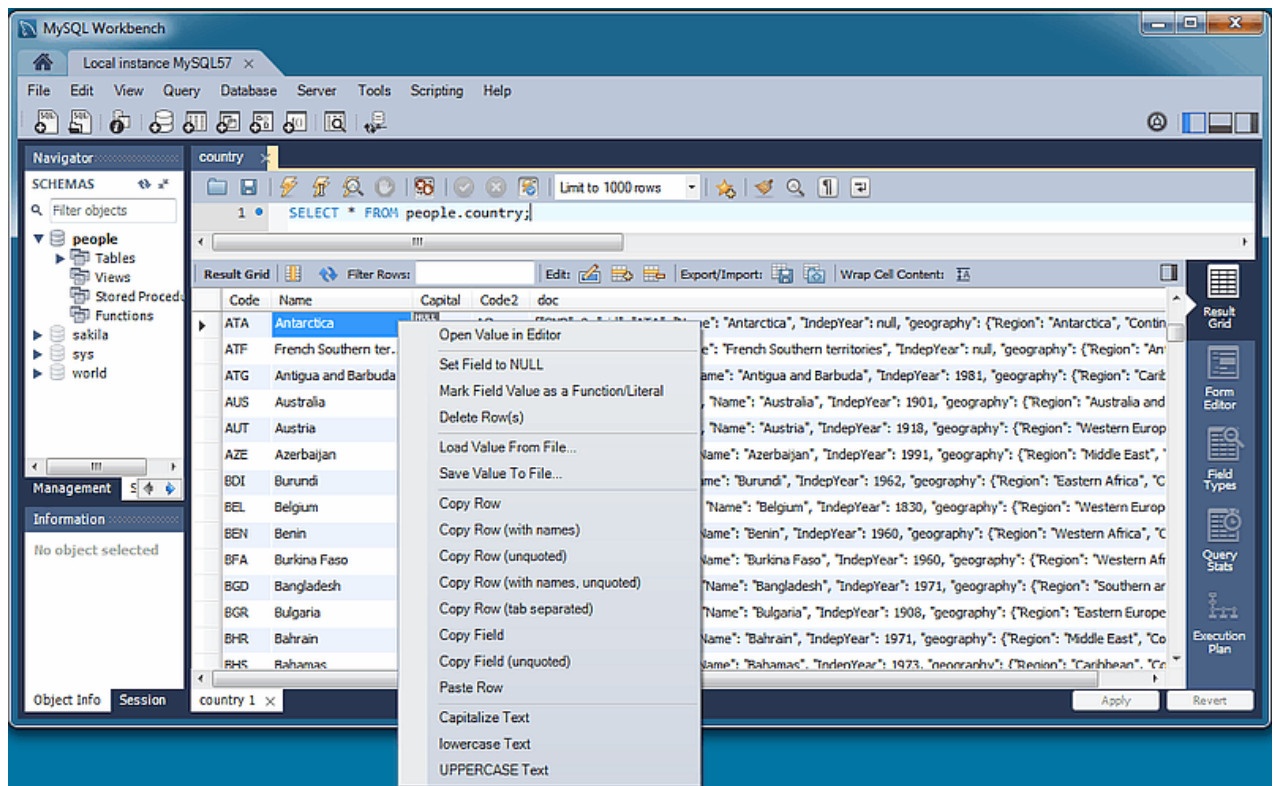 MySQL Workbench
Local instance MySQL57
File Edit View Query Database Server Tools Scripting Help
Navigator
SCHEMAS
Filter objects
people
Tables
Views
Stored Proced
Functions
sakila
sys
world
Management S
Information
No object selected
Object Info Session
country
Limit to 1000 rows
1 SELECT * FROM people.country;
Result Grid Filter Rows: Edit: Export/Import: Wrap Cell Content:
Code Name Capital Code2 doc
ATA Antarctica NULL "Antarctica", "IndepYear": null, "geography": {"Region": "Antarctica", "Contin
ATF French Southern ter... "French Southern territories", "IndepYear": null, "geography": {"Region": "An
ATG Antigua and Barbuda ame": "Antigua and Barbuda", "IndepYear": 1981, "geography": {"Region": "Carib
AUS Australia , "Name": "Australia", "IndepYear": 1901, "geography": {"Region": "Australia and
AUT Austria , "Name": "Austria", "IndepYear": 1918, "geography": {"Region": "Western Europ
AZE Azerbaijan Name": "Azerbaijan", "IndepYear": 1991, "geography": {"Region": "Middle East", "
BDI Burundi me": "Burundi", "IndepYear": 1962, "geography": {"Region": "Eastern Africa", "C
BEL Belgium "Name": "Belgium", "IndepYear": 1830, "geography": {"Region": "Western Europ
BEN Benin Name": "Benin", "IndepYear": 1960, "geography": {"Region": "Western Africa", "C
BFA Burkina Faso Name": "Burkina Faso", "IndepYear": 1960, "geography": {"Region": "Western Afr
BGD Bangladesh Name": "Bangladesh", "IndepYear": 1971, "geography": {"Region": "Southern ar
BGR Bulgaria "Name": "Bulgaria", "IndepYear": 1908, "geography": {"Region": "Eastern Europe
BHR Bahrain Name": "Bahrain", "IndepYear": 1971, "geography": {"Region": "Middle East", "Co
BHS Bahamas Name": "Bahamas", "IndepYear": 1973, "geography": {"Region": "Caribbean", "Co
Open Value in Editor
Set Field to NULL
Mark Field Value as a Function/Literal
Delete Row(s)
Load Value From File...
Save Value To File...
Copy Row
Copy Row (with names)
Copy Row (unquoted)
Copy Row (with names, unquoted)
Copy Row (tab separated)
Copy Field
Copy Field (unquoted)
Paste Row
Capitalize Text
lowercase Text
UPPERCASE Text
Result
Grid
Form
Editor
Field
Types
Query
Stats
Execution
Plan
country 1
Apply Revert